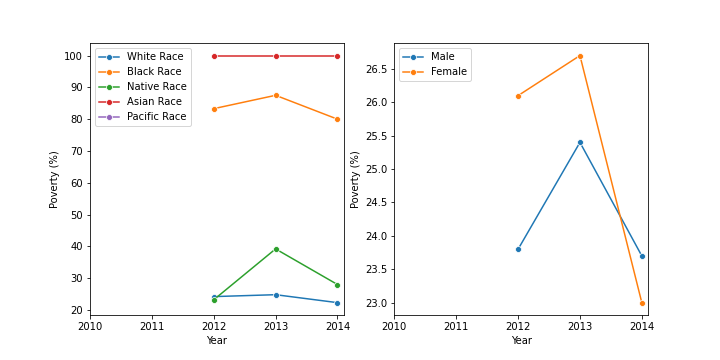 White Race
Black Race
Native Race
Asian Race
Pacific Race
100
90
80
70
60
50
40
30
20
Poverty (%)
2010 2011 2012 2013 2014
Year
Male
Female
26.5
26.0
25.5
25.0
24.5
24.0
23.5
23.0
Poverty (%)
2010 2011 2012 2013 2014
Year